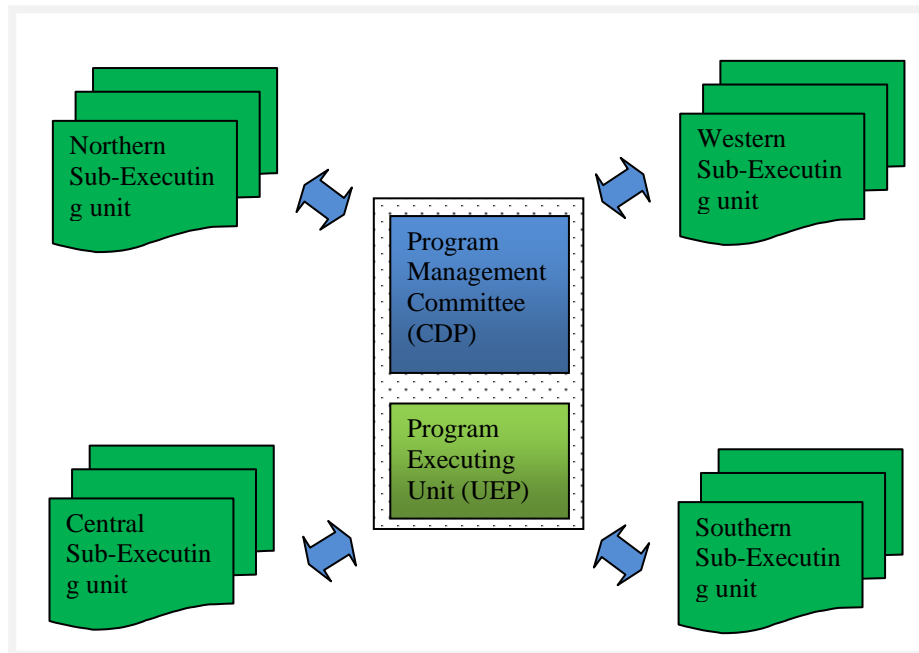 Northern
Sub-Executin
g unit
Western
Sub-Executin
g unit
Program
Management
Committee
(CDP)
Program
Executing
Unit (UEP)
Central
Sub-Executin
g unit
Southern
Sub-Executin
g unit